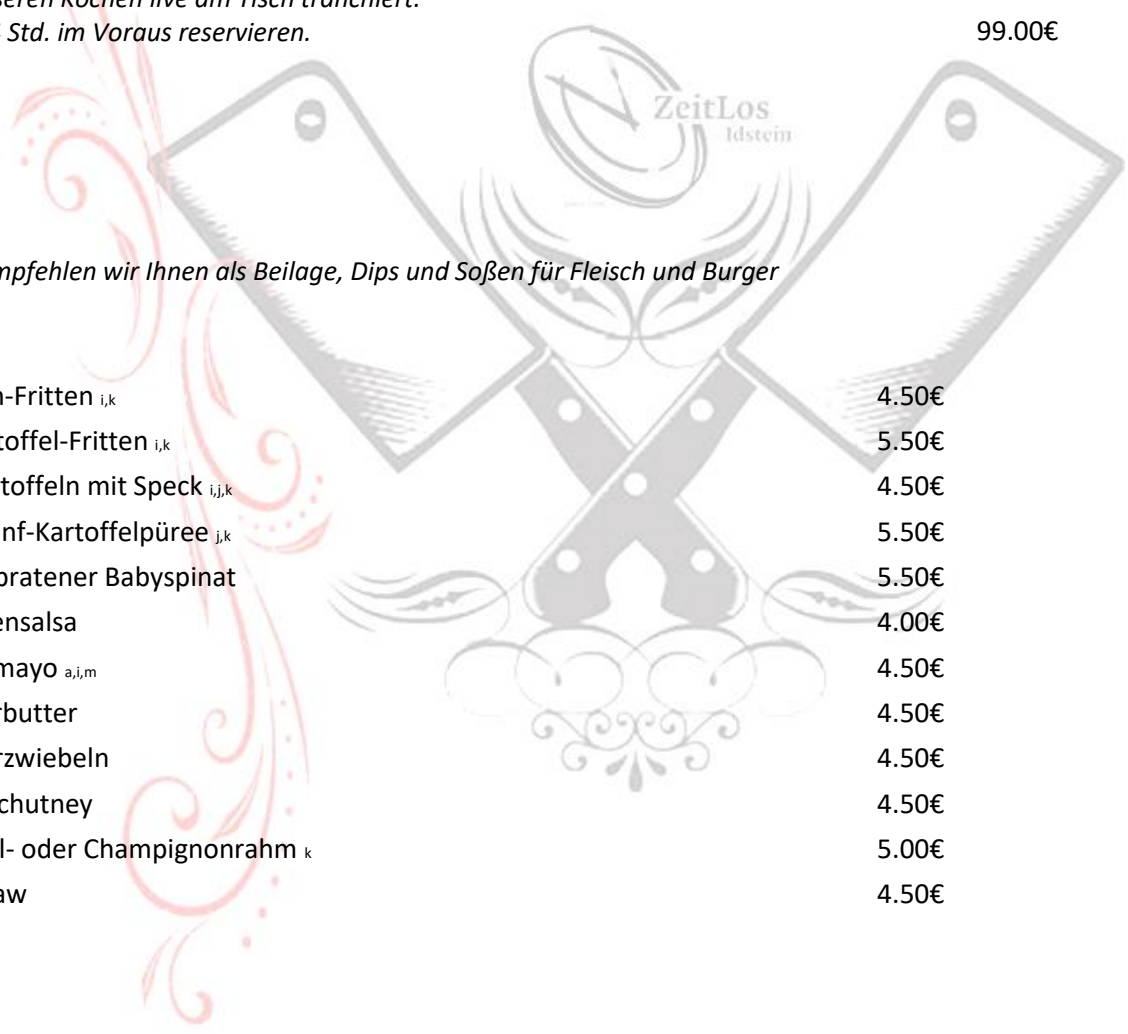 seren Köchen live am Tisch tranchiert.
Std. im Voraus reservieren. 99.00€
ZeitLos
Idstein
mpfehlen wir Ihnen als Beilage, Dips und Soßen für Fleisch und Burger
n-Fritten i,k 4.50€
toffel-Fritten i,k 5.50€
toffeln mit Speck i,j,k 4.50€
nf-Kartoffelpüree j,k 5.50€
bratener Babyspinat 5.50€
ensalsa 4.00€
mayo a,i,m 4.50€
rbutter 4.50€
rzwiebeln 4.50€
chutney 4.50€
l- oder Champignonrahm k 5.00€
aw 4.50€